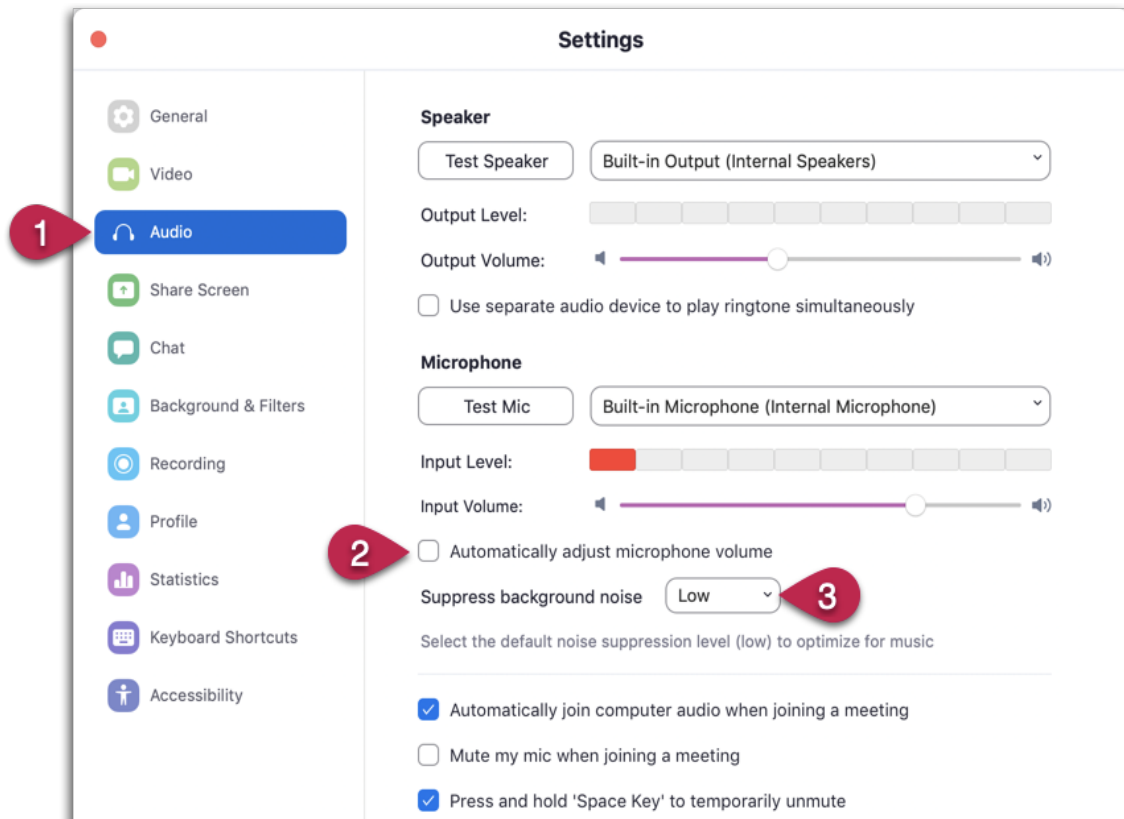 Settings
General
Video
1
Audio
Share Screen
Chat
Background & Filters
Recording
Profile
Statistics
Keyboard Shortcuts
Accessibility
Speaker
Test Speaker
Built-in Output (Internal Speakers)
Output Level:
Output Volume:
Use separate audio device to play ringtone simultaneously
Microphone
Test Mic
Built-in Microphone (Internal Microphone)
Input Level:
Input Volume:
2
Automatically adjust microphone volume
Suppress background noise
Low
3
Select the default noise suppression level (low) to optimize for music
Automatically join computer audio when joining a meeting
Mute my mic when joining a meeting
Press and hold 'Space Key' to temporarily unmute